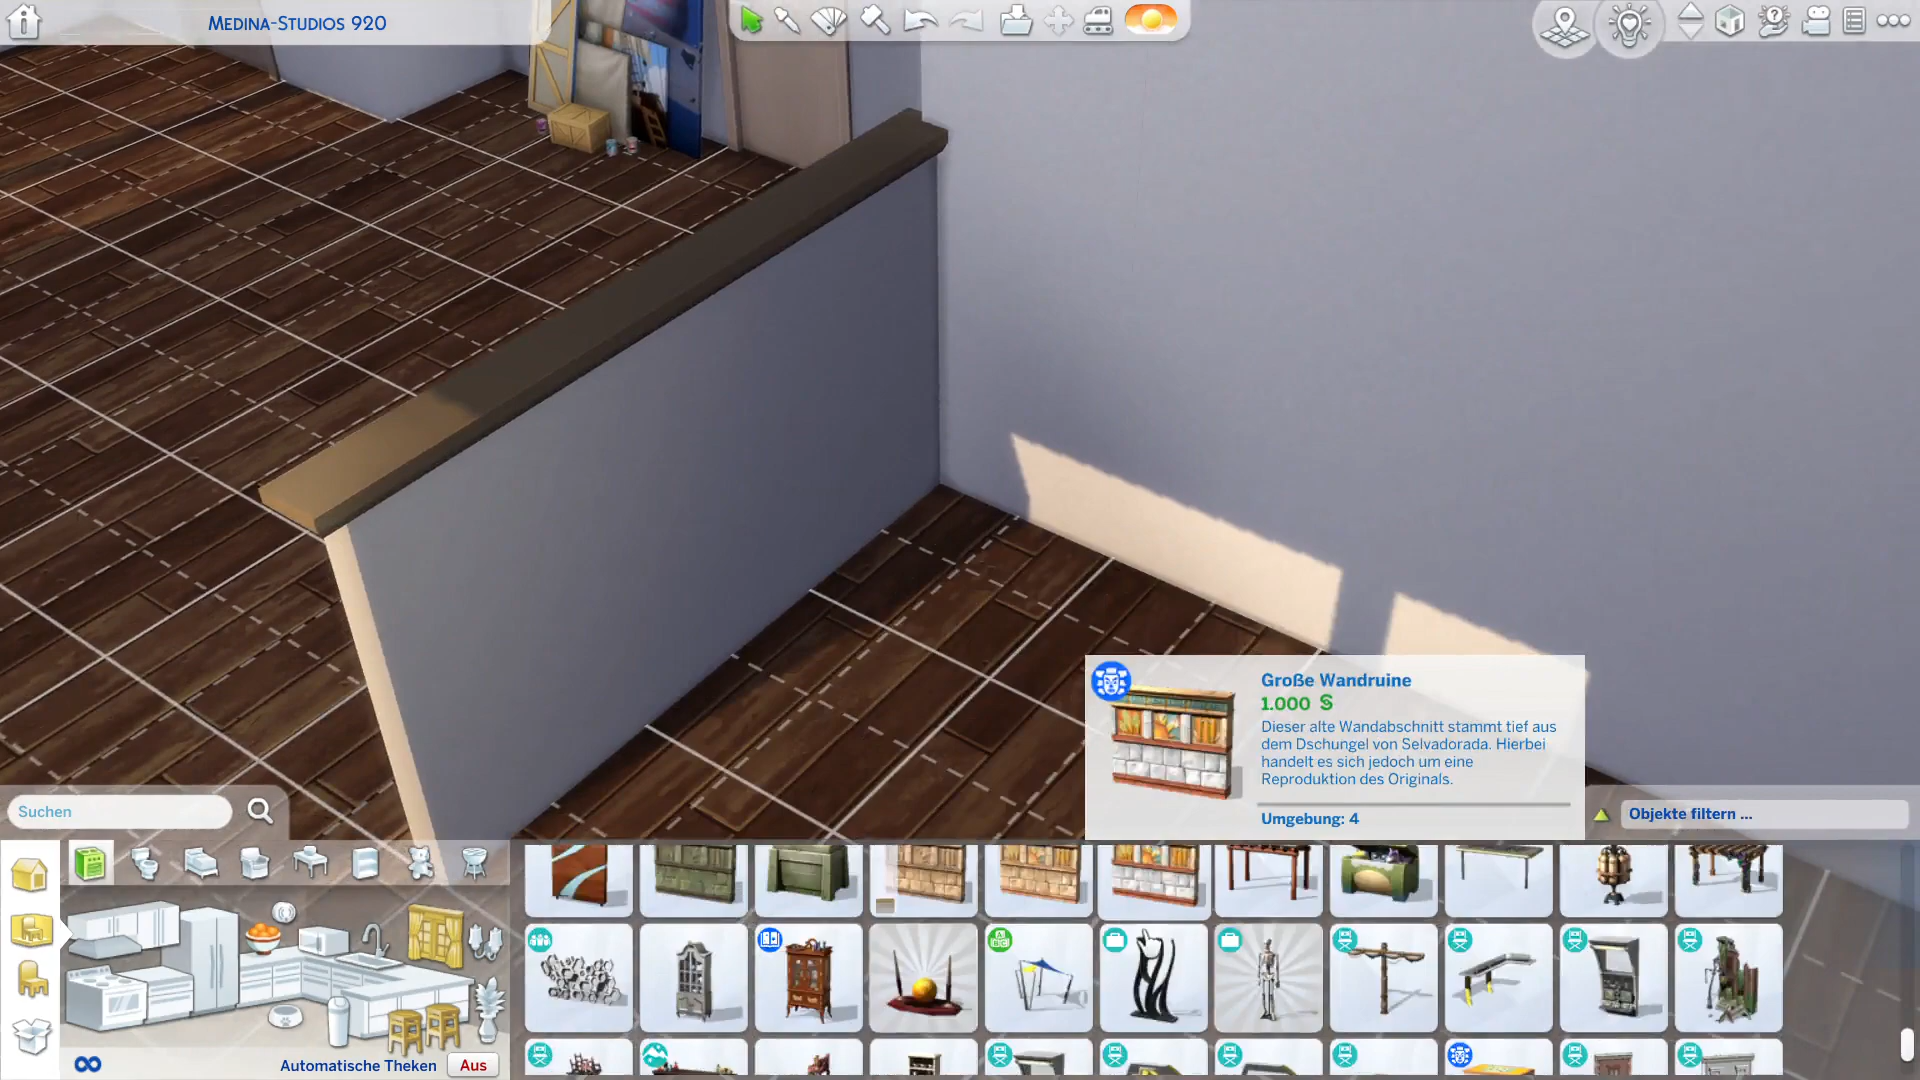 Medina-Studios 920
Große Wandruine
1.000 §
Dieser alte Wandabschnitt stammt tief aus
dem Dschungel von Selvadorada. Hierbei
handelt es sich jedoch um eine
Reproduktion des Originals.
Umgebung: 4
Suchen
Objekte filtern ...
Automatische Theken
Aus